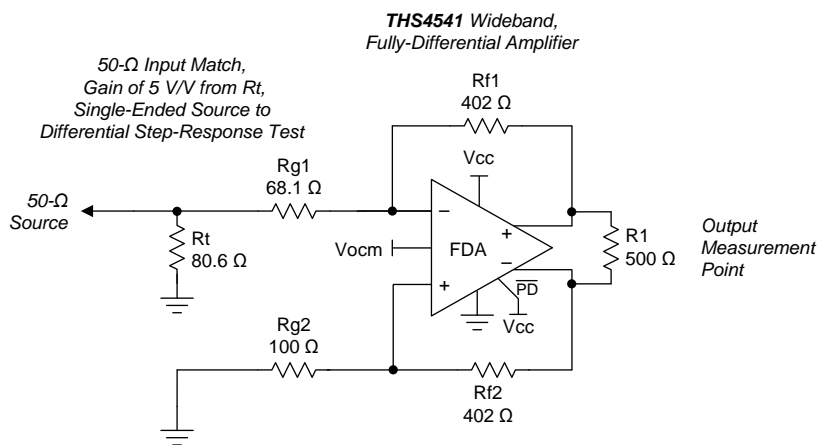 THS4541 Wideband,
Fully-Differential Amplifier
50-Ω Input Match,
Gain of 5 V/V from Rt,
Single-Ended Source to
Differential Step-Response Test
Rf1
402 Ω
Vcc
Rg1
68.1 Ω
50-Ω
Source
Rt
80.6 Ω
Vocm
−
+
FDA
−
+
PD
Vcc
R1
500 Ω
Output
Measurement
Point
Rg2
100 Ω
Rf2
402 Ω